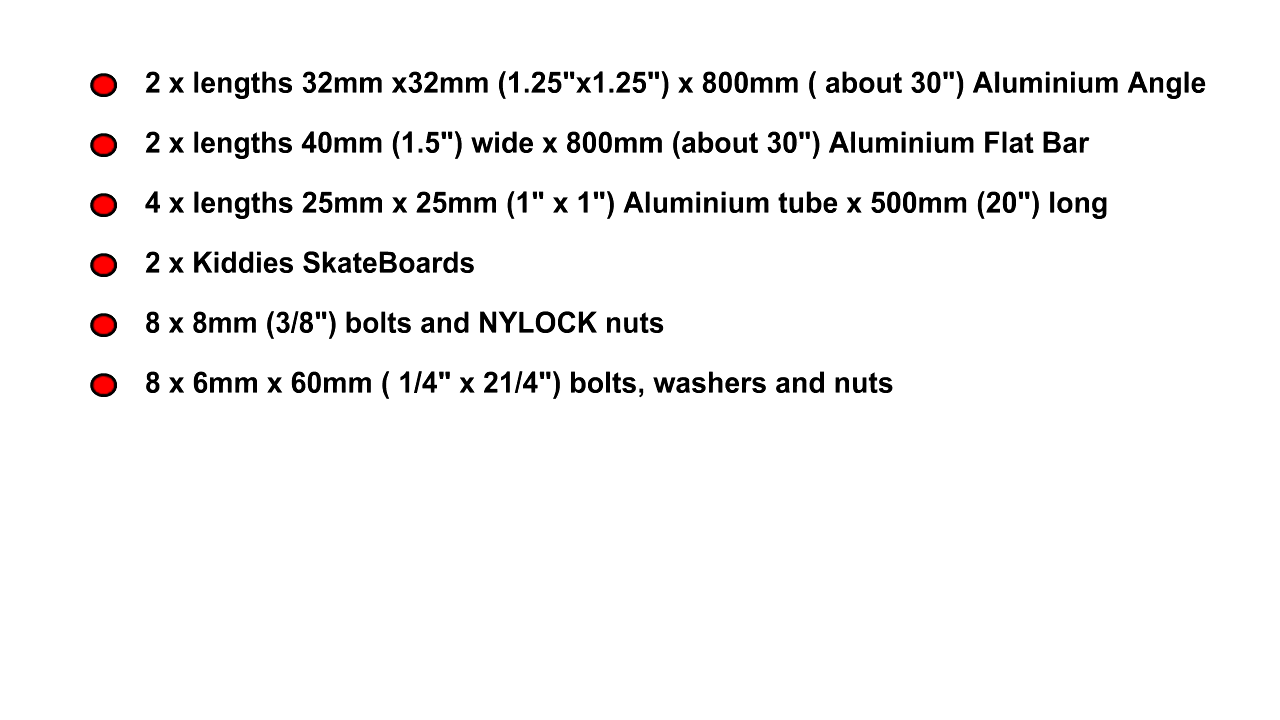 2 x lengths 32mm x32mm (1.25"x1.25") x 800mm ( about 30") Aluminium Angle
2 x lengths 40mm (1.5") wide x 800mm (about 30") Aluminium Flat Bar
4 x lengths 25mm x 25mm (1" x 1") Aluminium tube x 500mm (20") long
2 x Kiddies SkateBoards
8 x 8mm (3/8") bolts and NYLOCK nuts
8 x 6mm x 60mm ( 1/4" x 21/4") bolts, washers and nuts